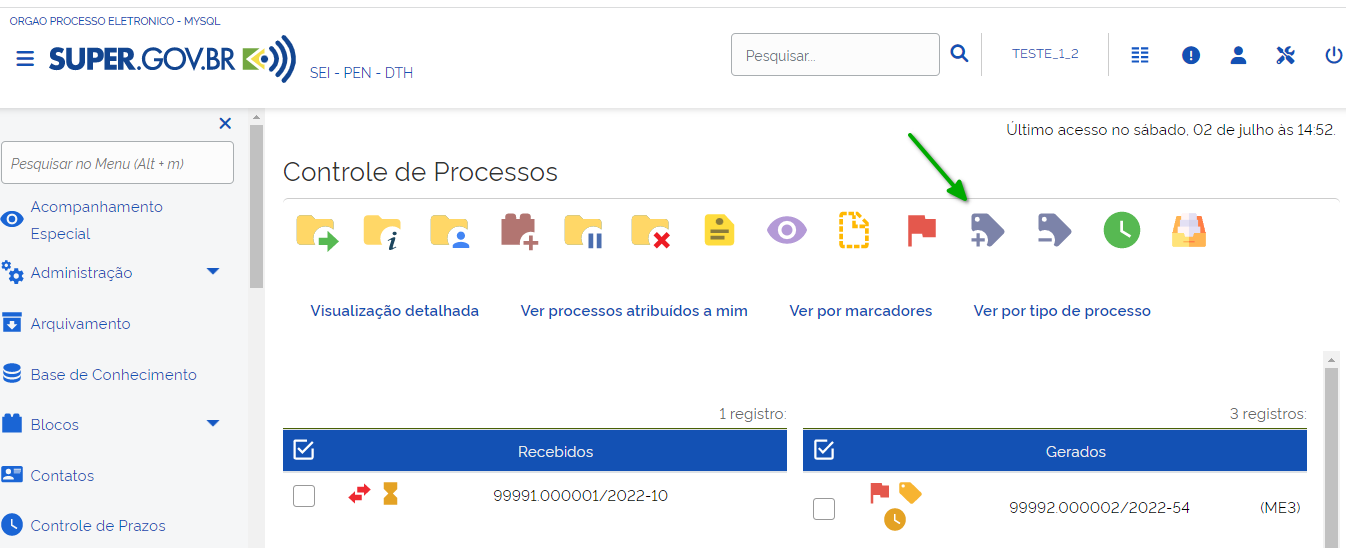 ORGAO PROCESSO ELETRONICO - MYSQL
SUPER.GOV.BR
SEI - PEN - DTH
Pesquisar...
TESTE_1_2
Pesquisar no Menu (Alt + m)
Acompanhamento
Especial
Administração
Arquivamento
Base de Conhecimento
Blocos
Contatos
Controle de Prazos
Último acesso no sábado, 02 de julho às 14:52.
Controle de Processos
Visualização detalhada
Ver processos atribuídos a mim
Ver por marcadores
Ver por tipo de processo
1 registro:
Recebidos
99991.000001/2022-10
3 registros:
Gerados
99992.000002/2022-54
(ME3)